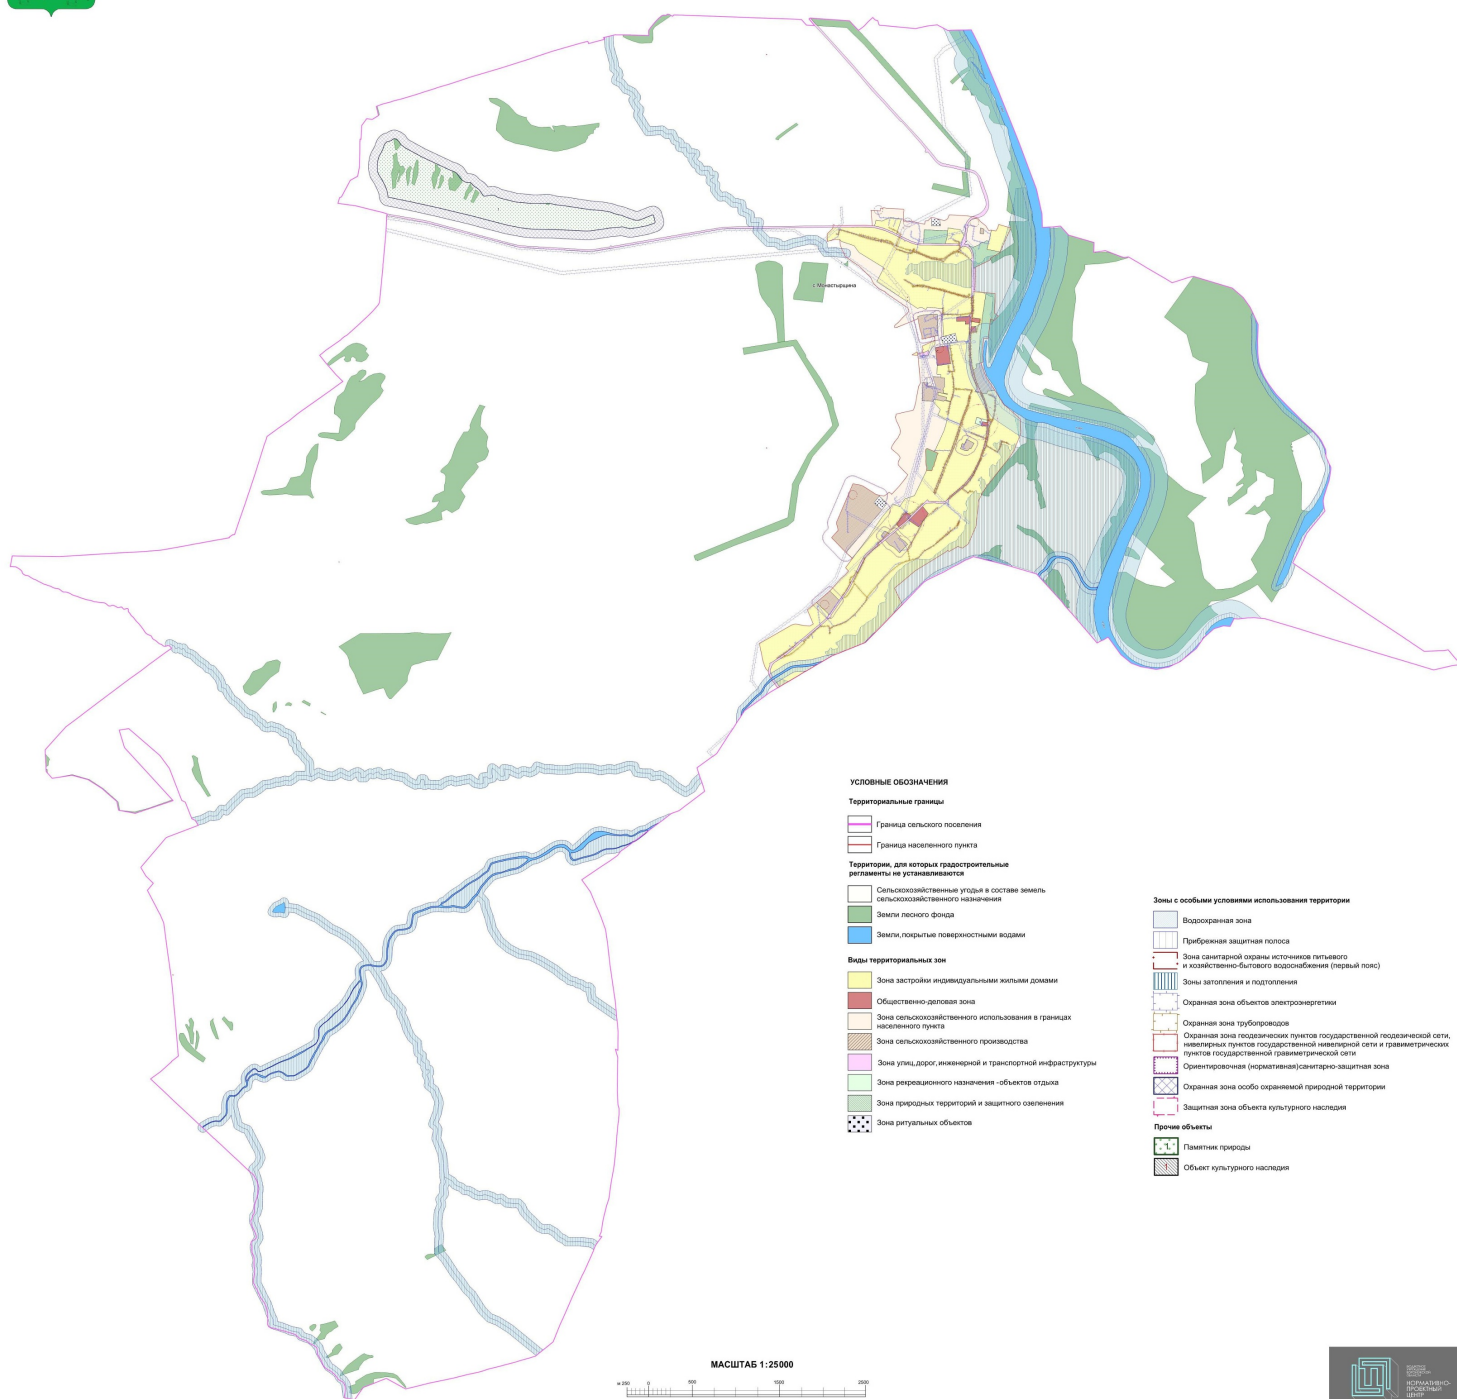 с.Монастырщина
УСЛОВНЫЕ ОБОЗНАЧЕНИЯ
Территориальные границы
Граница сельского поселения
Граница населенного пункта
Территории, для которых градостроительные
регламенты не устанавливаются
Сельскохозяйственные угодья в составе земель
сельскохозяйственного назначения
Земли лесного фонда
Земли,покрытые поверхностными водами
Виды территориальных зон
Зона застройки индивидуальными жилыми домами
Общественно-деловая зона
Зона сельскохозяйственного использования в границах
населенного пункта
Зона сельскохозяйственного производства
Зона улиц,дорог,инженерной и транспортной инфраструктуры
Зона рекреационного назначения -объектов отдыха
Зона природных территорий и защитного озеленения
Зона ритуальных объектов
Зоны с особыми условиями использования территории
Водоохранная зона
Прибрежная защитная полоса
Зона санитарной охраны источников питьевого
и хозяйственно-бытового водоснабжения (первый пояс)
Зоны затопления и подтопления
Охранная зона объектов электроэнергетики
Охранная зона трубопроводов
Охранная зона геодезических пунктов государственной геодезической сети,
нивелирных пунктов государственной нивелирной сети и гравиметрических
пунктов государственной гравиметрической сети
Ориентировочная (нормативная)санитарно-защитная зона
Охранная зона особо охраняемой природной территории
Защитная зона объекта культурного наследия
Прочие объекты
1
Памятник природы
1
Объект культурного наследия
МАСШТАБ 1:25000
м 250 0 500 1500 2500
НОРМАТИВНО-
ПРОЕКТНЫЙ
ЦЕНТР